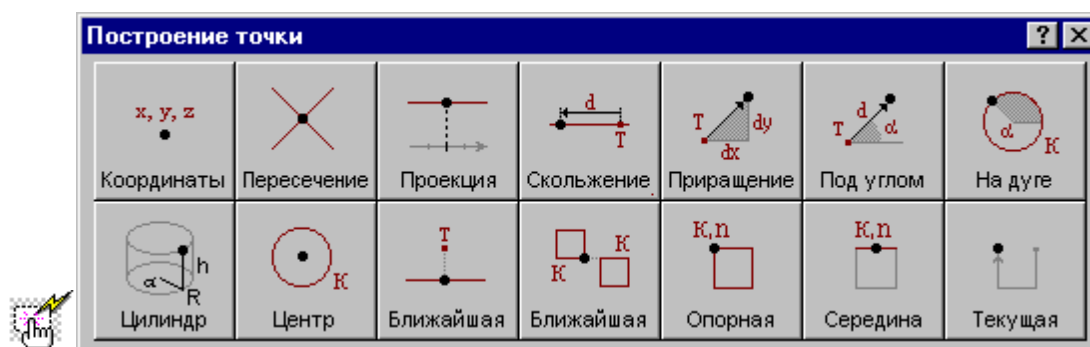 Построение точки
x, y, z
d
T
T
dx
dy
T
d
α
α
K
Координаты
Пересечение
Проекция
Скольжение
Приращение
Под углом
На дуге
α
h
R
K
T
K
K
K,n
K,n
Цилиндр
Центр
Ближайшая
Ближайшая
Опорная
Середина
Текущая